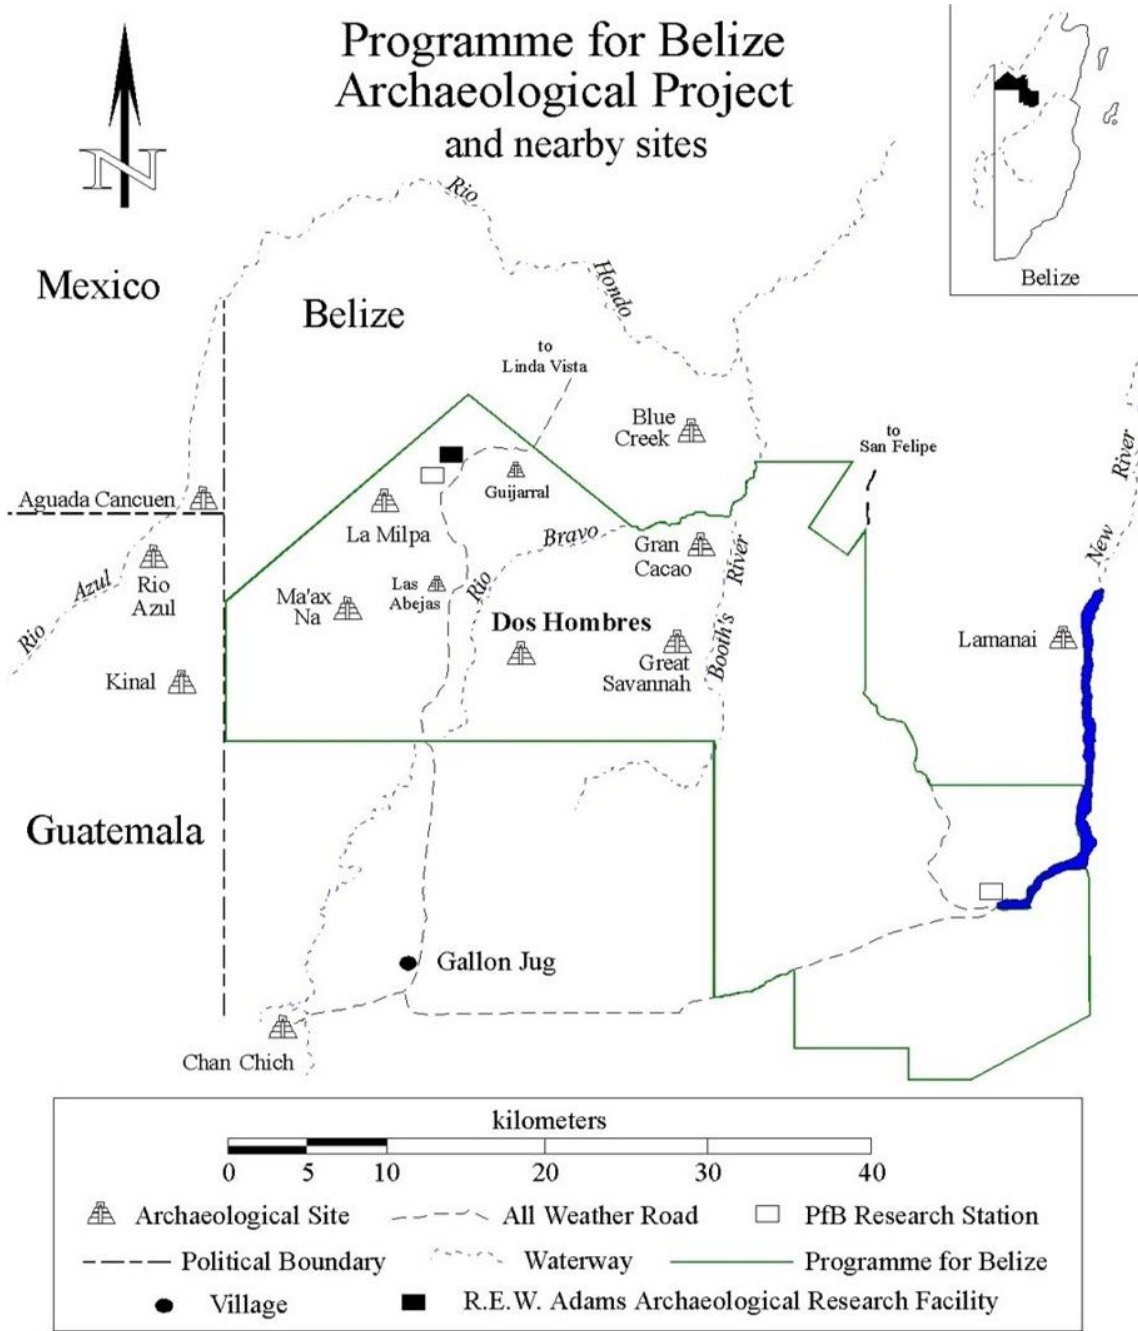 Programme for Belize
Archaeological Project
and nearby sites
N
Belize
Mexico
Belize
Rio
Hondo
to
Linda Vista
Blue
Creek
to
San Felipe
New
River
Aguada Cancuen
Guijarral
La Milpa
Bravo
Rio
Gran
Cacao
Booth's
River
Rio
Azul
Rio
Azul
Ma'ax
Na
Las
Abejas
Dos Hombres
Great
Savannah
Lamanai
Kinal
Guatemala
Gallon Jug
Chan Chich
kilometers
0 5 10 20 30 40
Archaeological Site
All Weather Road
PfB Research Station
Political Boundary
Waterway
Programme for Belize
Village
R.E.W. Adams Archaeological Research Facility